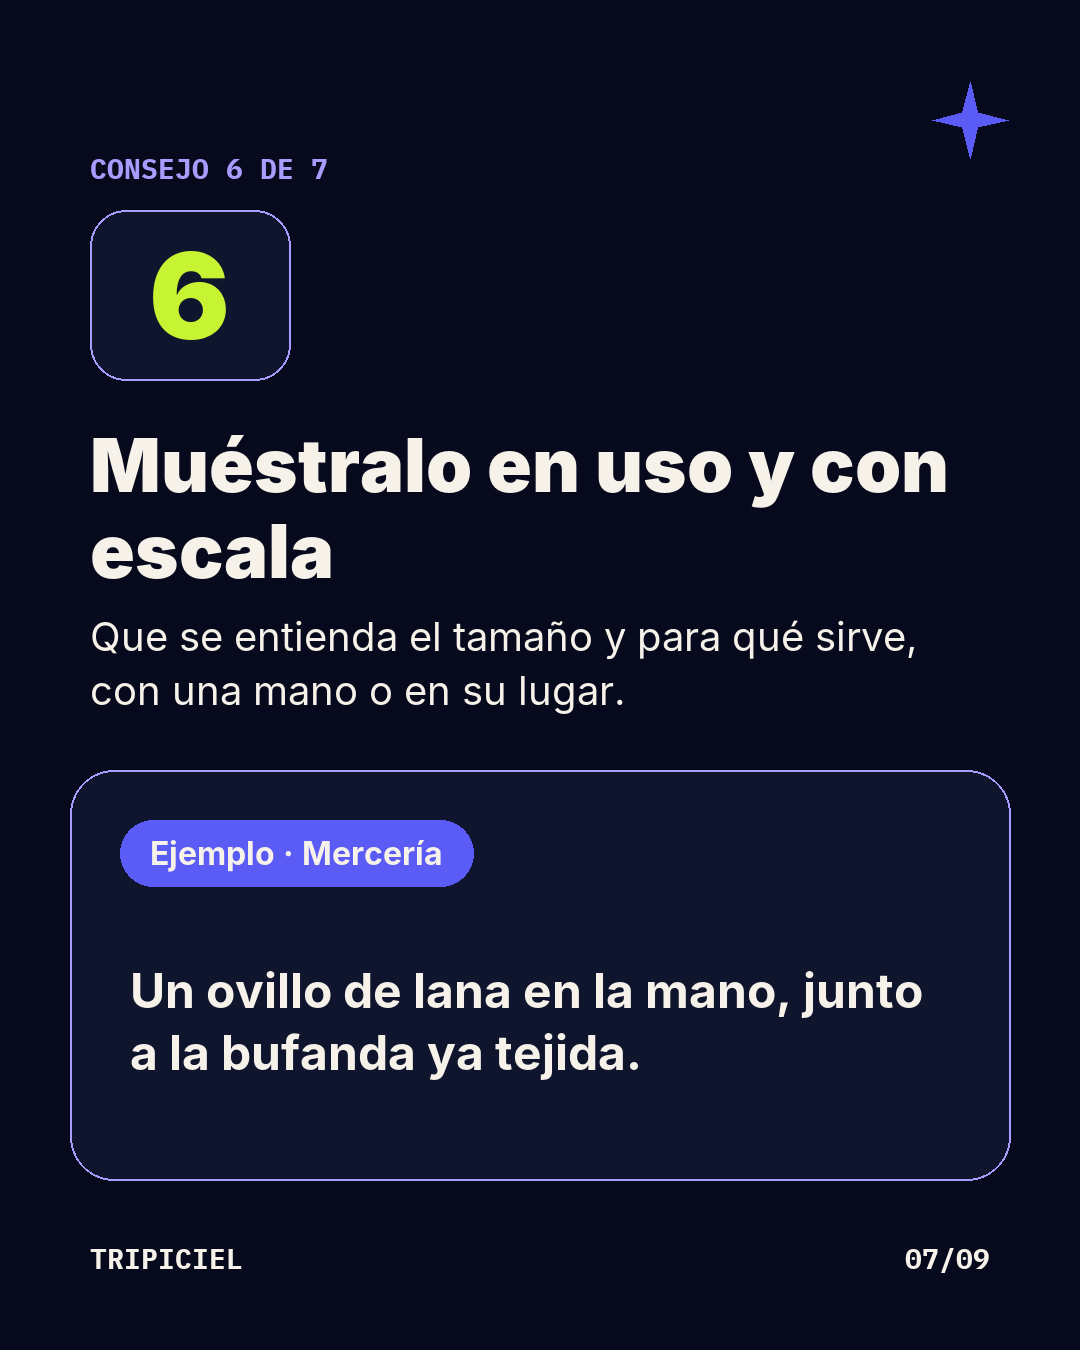 CONSEJO 6 DE 7
6
Muéstralo en uso y con
escala
Que se entienda el tamaño y para qué sirve,
con una mano o en su lugar.
Ejemplo · Mercería
Un ovillo de lana en la mano, junto
a la bufanda ya tejida.
TRIPICIEL
07/09